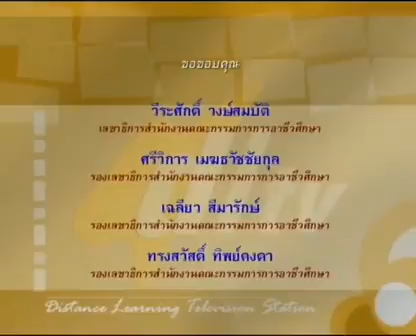 ขอขอบคุณ
วีระศักดิ์ วงษ์สมบัติ
เลขาธิการสำนักงานคณะกรรมการการอาชีวศึกษา
ศรีวิการ เมฆธวัชชัยกุล
รองเลขาธิการสำนักงานคณะกรรมการการอาชีวศึกษา
เฉลียว สีมารักษ์
รองเลขาธิการสำนักงานคณะกรรมการการอาชีวศึกษา
ทรงสวัสดิ์ ทิพย์คงคา
รองเลขาธิการสำนักงานคณะกรรมการการอาชีวศึกษา
Distance Learning Television Station